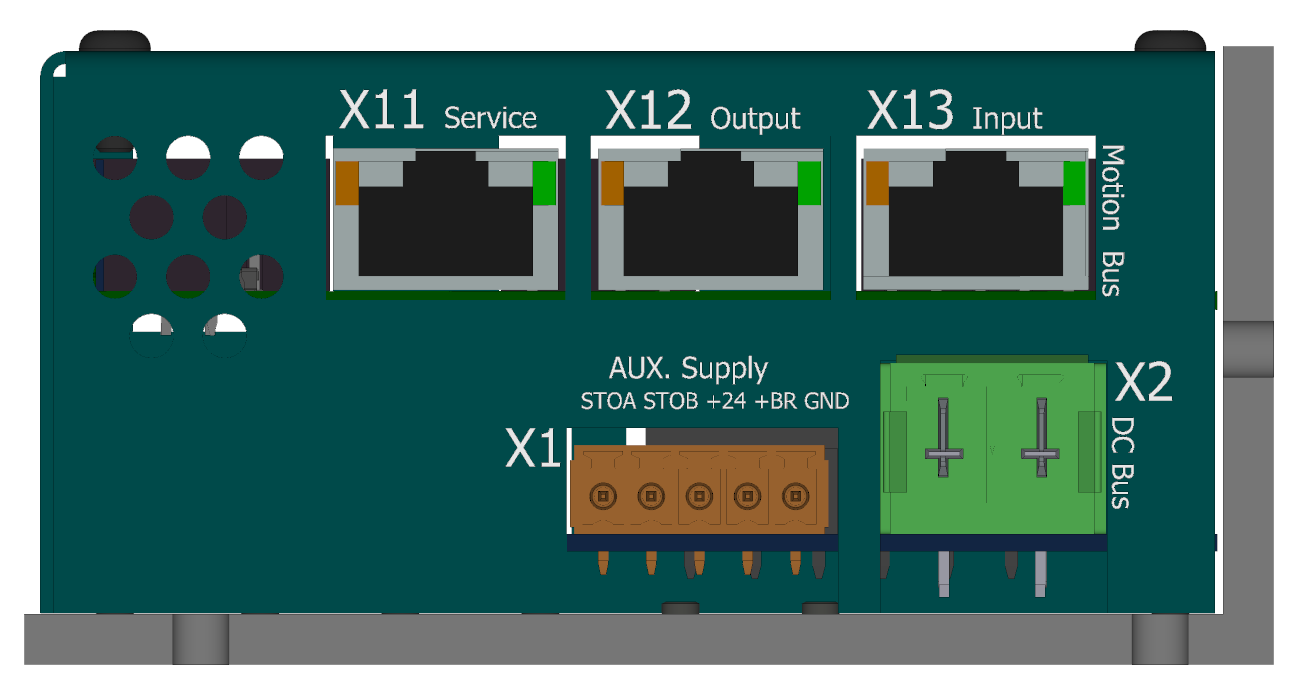 X11 Service
X12 Output
X13 Input
Motion Bus
AUX. Supply
STOA STOB +24 +BR GND
X1
X2
DC Bus